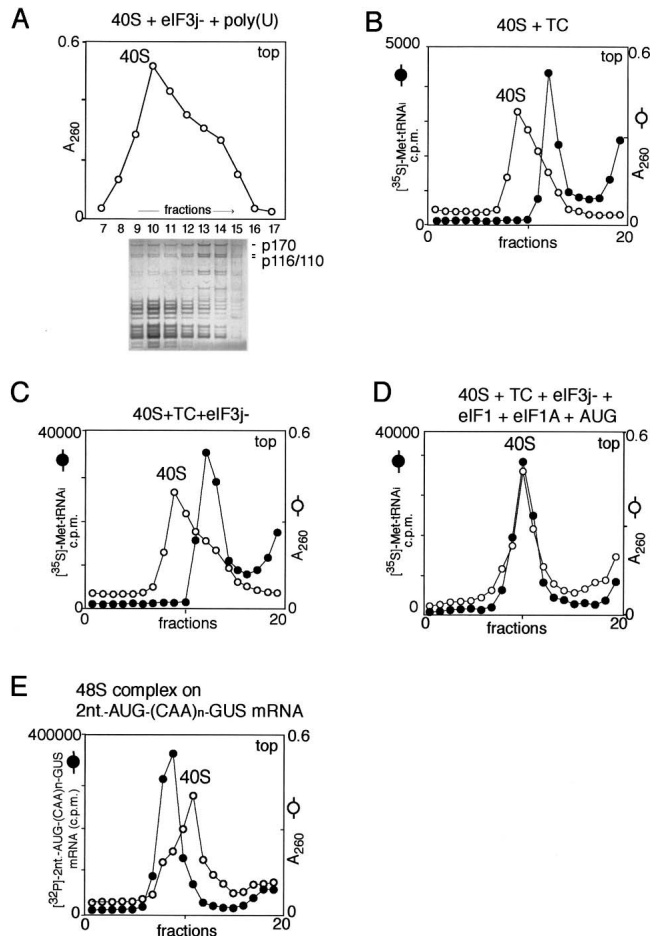 A
40S + eIF3j- + poly(U)
0.6
40S
top
A260
0
fractions
7 8 9 10 11 12 13 14 15 16 17
p170
p116/110
B
40S + TC
5000
top
0.6
40S
[35S]-Met-tRNAi
c.p.m.
A260
0
0
0
fractions
20
C
40S+TC+eIF3j-
40000
top
0.6
40S
[35S]-Met-tRNAi
c.p.m.
A260
0
0
0
fractions
20
D
40S + TC + eIF3j- +
eIF1 + eIF1A + AUG
40000
40S
top
0.6
[35S]-Met-tRNAi
c.p.m.
A260
0
0
0
fractions
20
E
48S complex on
2nt.-AUG-(CAA)n-GUS mRNA
400000
top
0.6
40S
[32P]-2nt.-AUG-(CAA)n-GUS
mRNA (c.p.m.)
A260
0
0
0
fractions
20